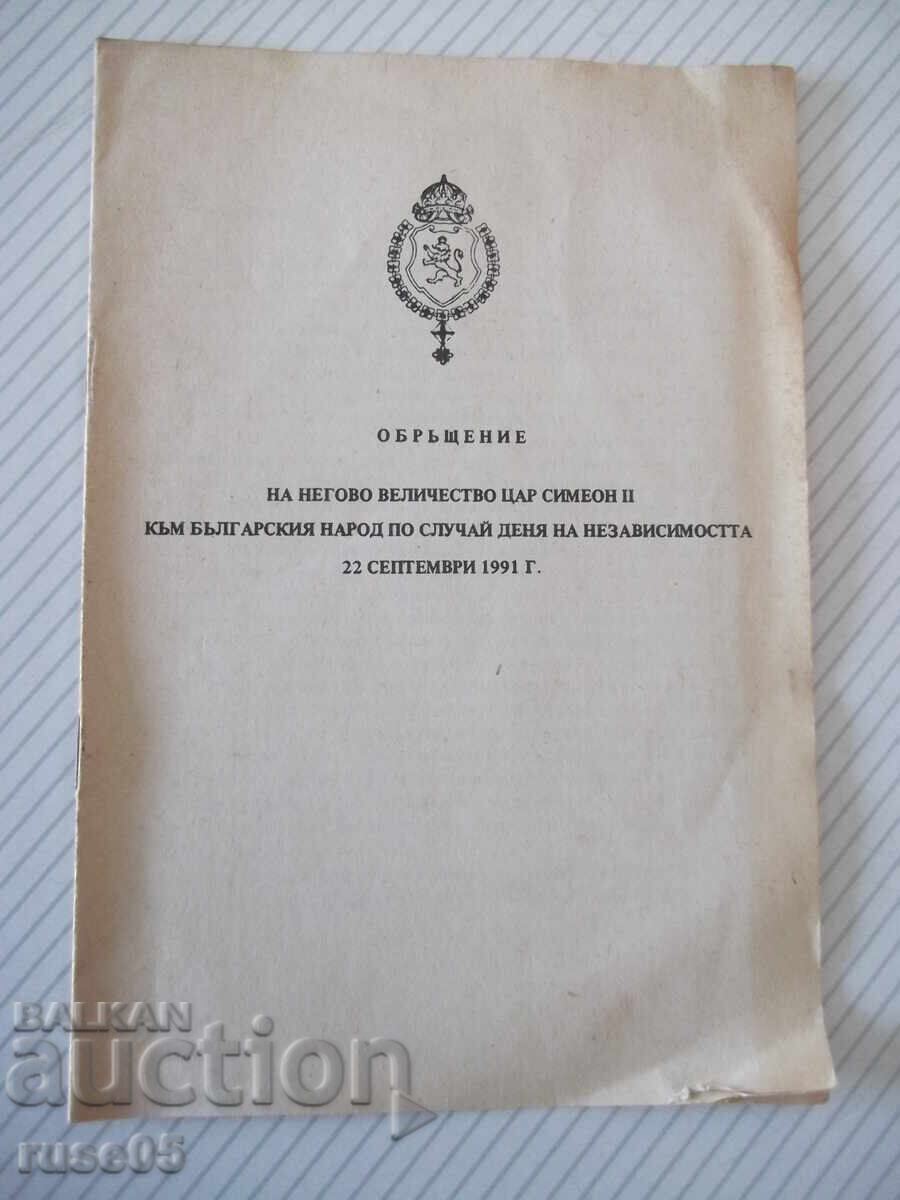 ОБРЬЩЕНИЕ
НА НЕГОВО ВЕЛИЧЕСТВО ЦАР СИМЕОН II
КЪМ БЪЛГАРСКИЯ НАРОД ПО СЛУЧАЙ ДЕНЯ НА НЕЗАВИСИМОСТТА
22 СЕПТЕМВРИ 1991 Г.
BALKAN
auction
ruse05